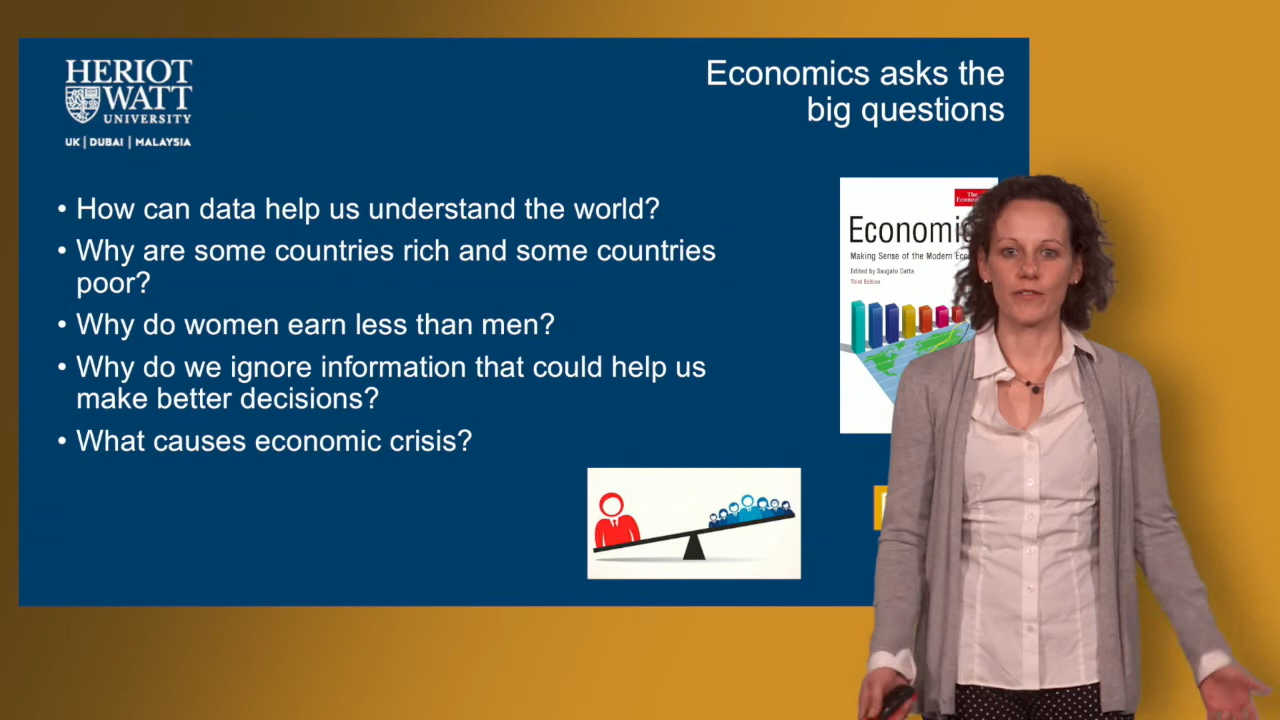 HERIOT
WATT
UNIVERSITY
UK | DUBAI | MALAYSIA
Economics asks the
big questions
• How can data help us understand the world?
• Why are some countries rich and some countries
poor?
• Why do women earn less than men?
• Why do we ignore information that could help us
make better decisions?
• What causes economic crisis?
The
Economi
Making Sense of the Modern
Edited by Saugato Datta
Third Edition